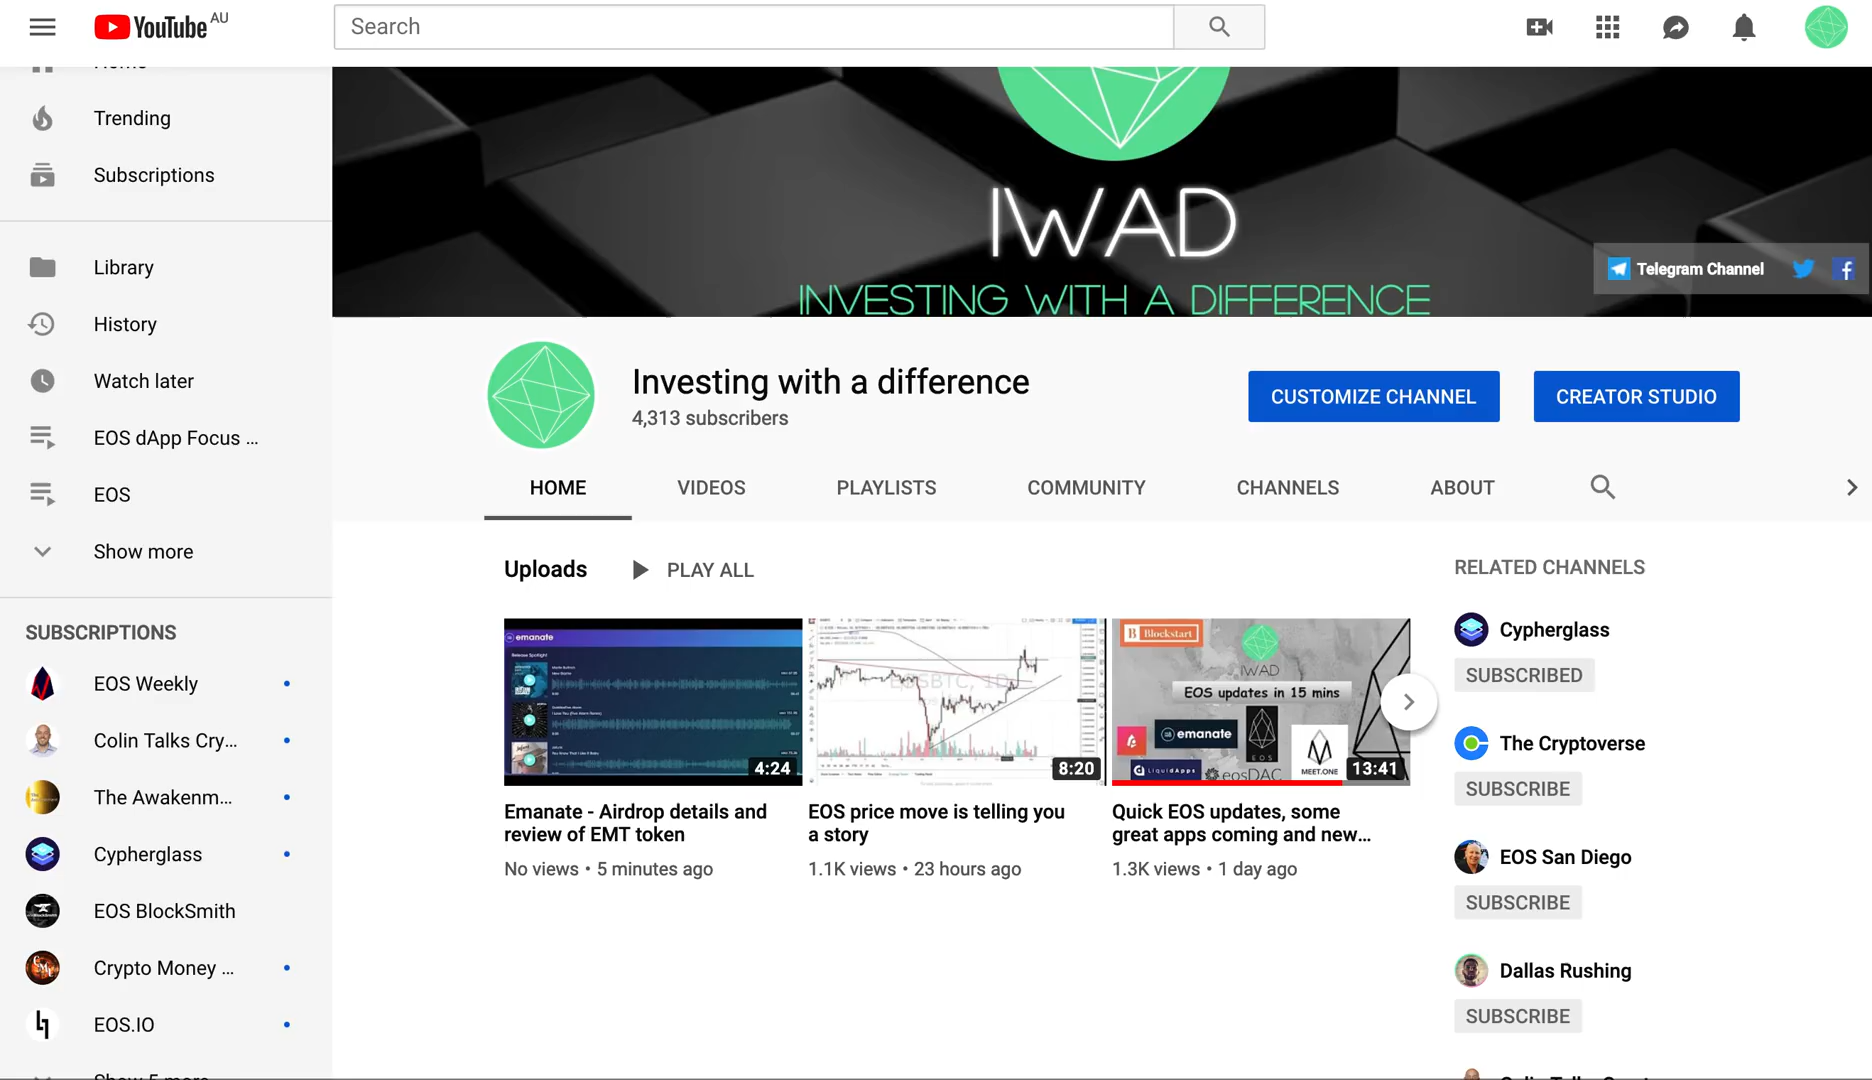 YouTube AU
Search
Trending
Subscriptions
Library
History
Watch later
EOS dApp Focus ...
EOS
Show more
SUBSCRIPTIONS
EOS Weekly
Colin Talks Cry...
The Awakenm...
Cypherglass
EOS BlockSmith
Crypto Money ...
EOS.IO
IWAD
INVESTING WITH A DIFFERENCE
Telegram Channel
Investing with a difference
4,313 subscribers
CUSTOMIZE CHANNEL
CREATOR STUDIO
HOME
VIDEOS
PLAYLISTS
COMMUNITY
CHANNELS
ABOUT
Uploads
PLAY ALL
emanate
Release Spotlight
4:24
Emanate - Airdrop details and
review of EMT token
No views • 5 minutes ago
EOSBTC, 1D
8:20
EOS price move is telling you
a story
1.1K views • 23 hours ago
B Blockstart
IWAD
EOS updates in 15 mins
emanate
EOS
LiquidApps
eosDAC
MEET.ONE
13:41
Quick EOS updates, some
great apps coming and new...
1.3K views • 1 day ago
RELATED CHANNELS
Cypherglass
SUBSCRIBED
The Cryptoverse
SUBSCRIBE
EOS San Diego
SUBSCRIBE
Dallas Rushing
SUBSCRIBE